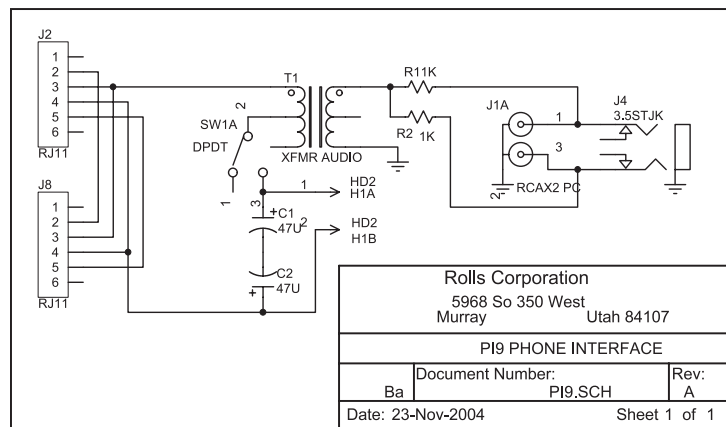 J2
1
2
3
4
5
6
RJ11
J8
1
2
3
4
5
6
RJ11
T1
2
SW1A
DPDT
1
3
XFMR AUDIO
R11K
R2 1K
J1A
1
3
2
RCAX2 PC
J4
3.5STJK
1
HD2
H1A
+
C1
47U
2
HD2
H1B
C2
47U
+
Rolls Corporation
5968 So 350 West
Murray Utah 84107
PI9 PHONE INTERFACE
Document Number: Rev:
Ba PI9.SCH A
Date: 23-Nov-2004 Sheet 1 of 1